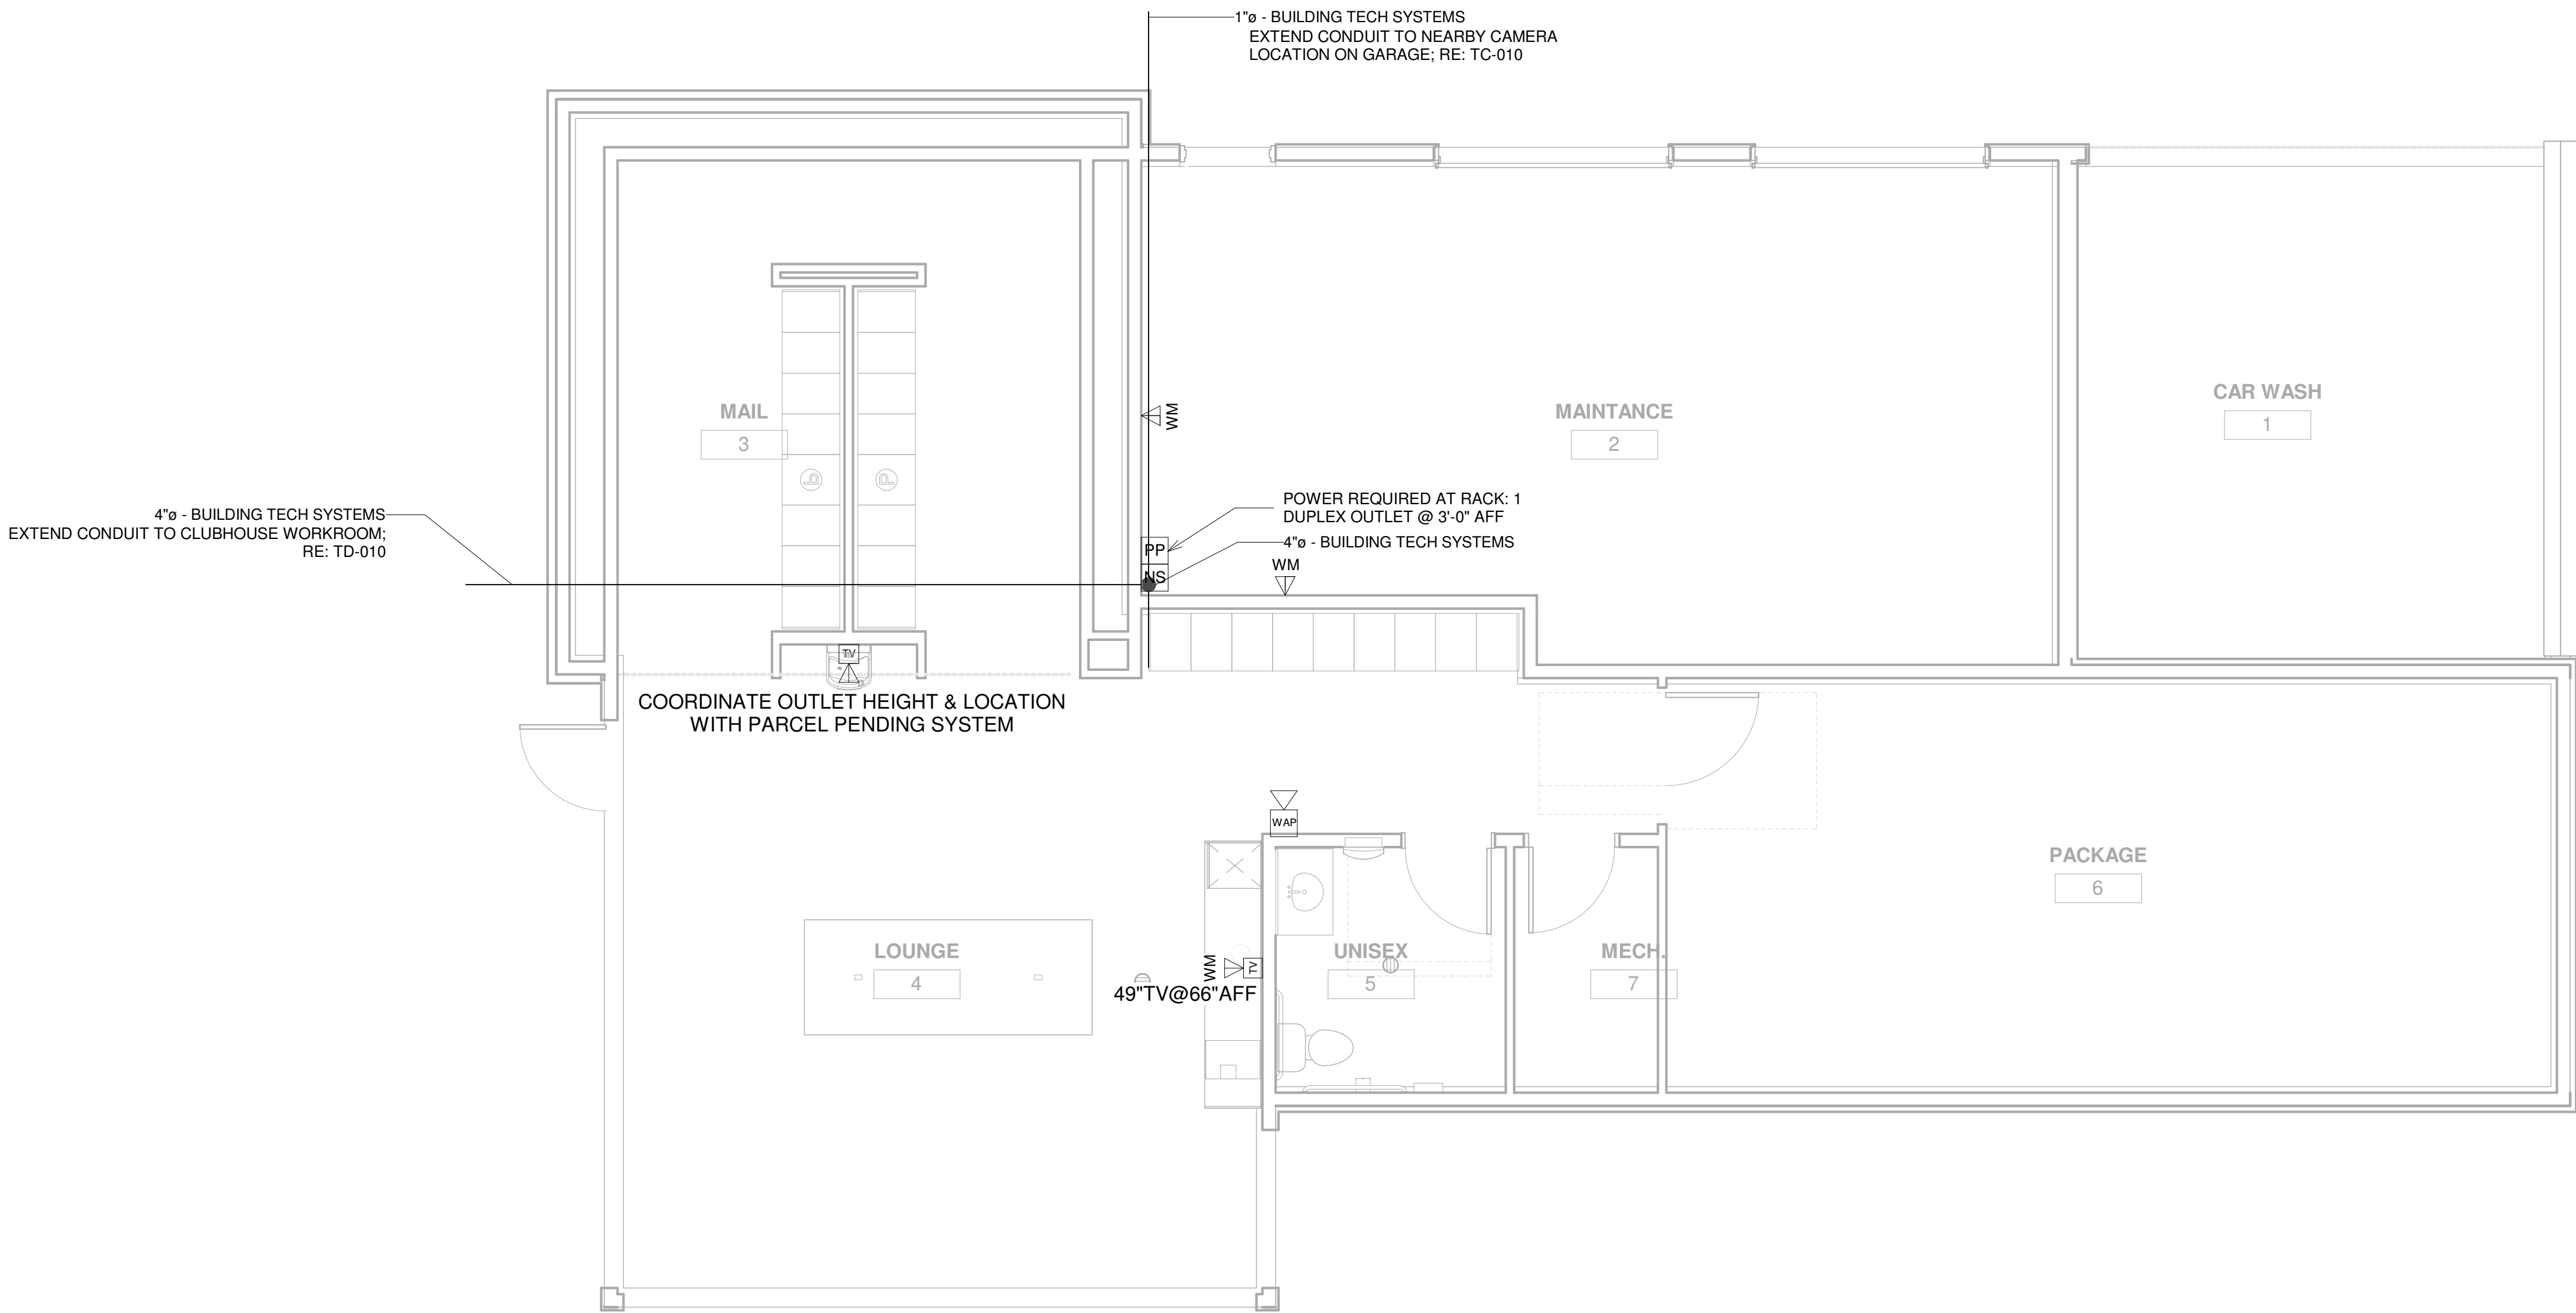 1"ø - BUILDING TECH SYSTEMS
EXTEND CONDUIT TO NEARBY CAMERA
LOCATION ON GARAGE; RE: TC-010
MAIL
3
WM
MAINTANCE
2
CAR WASH
1
P
P
4"ø - BUILDING TECH SYSTEMS
EXTEND CONDUIT TO CLUBHOUSE WORKROOM;
RE: TD-010
POWER REQUIRED AT RACK: 1
DUPLEX OUTLET @ 3'-0" AFF
4"ø - BUILDING TECH SYSTEMS
PP
NS
WM
TV
COORDINATE OUTLET HEIGHT & LOCATION
WITH PARCEL PENDING SYSTEM
WAP
PACKAGE
6
LOUNGE
4
WM
TV
49"TV@66"AFF
UNISEX
5
MECH.
7